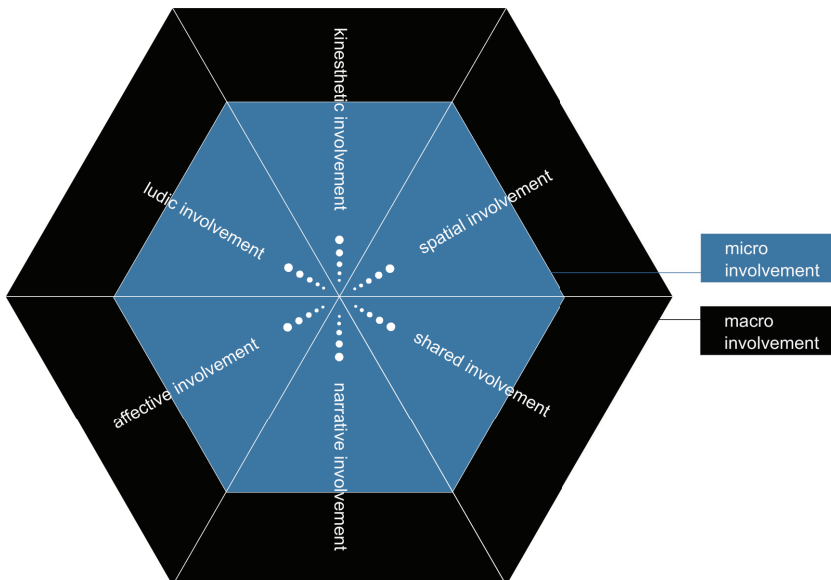 kinesthetic involvement
ludic involvement
spatial involvement
micro
involvement
macro
involvement
affective involvement
shared involvement
narrative involvement